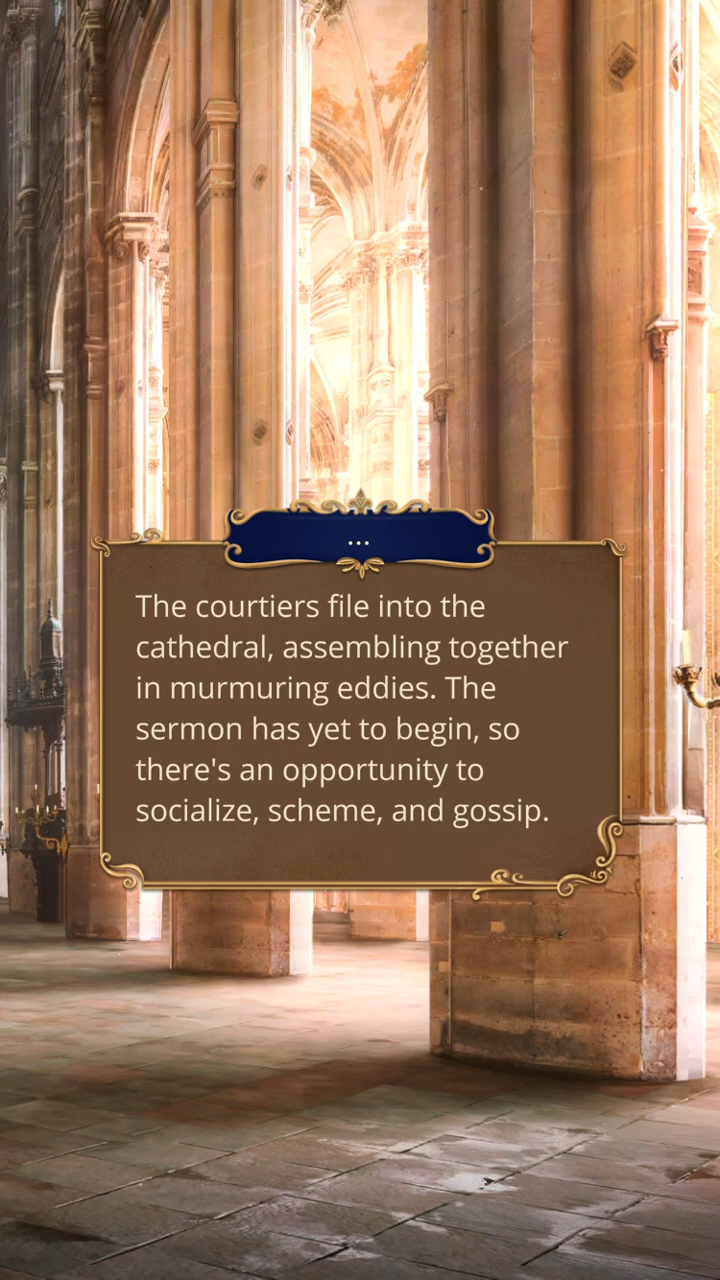 ...
The courtiers file into the
cathedral, assembling together
in murmuring eddies. The
sermon has yet to begin, so
there's an opportunity to
socialize, scheme, and gossip.